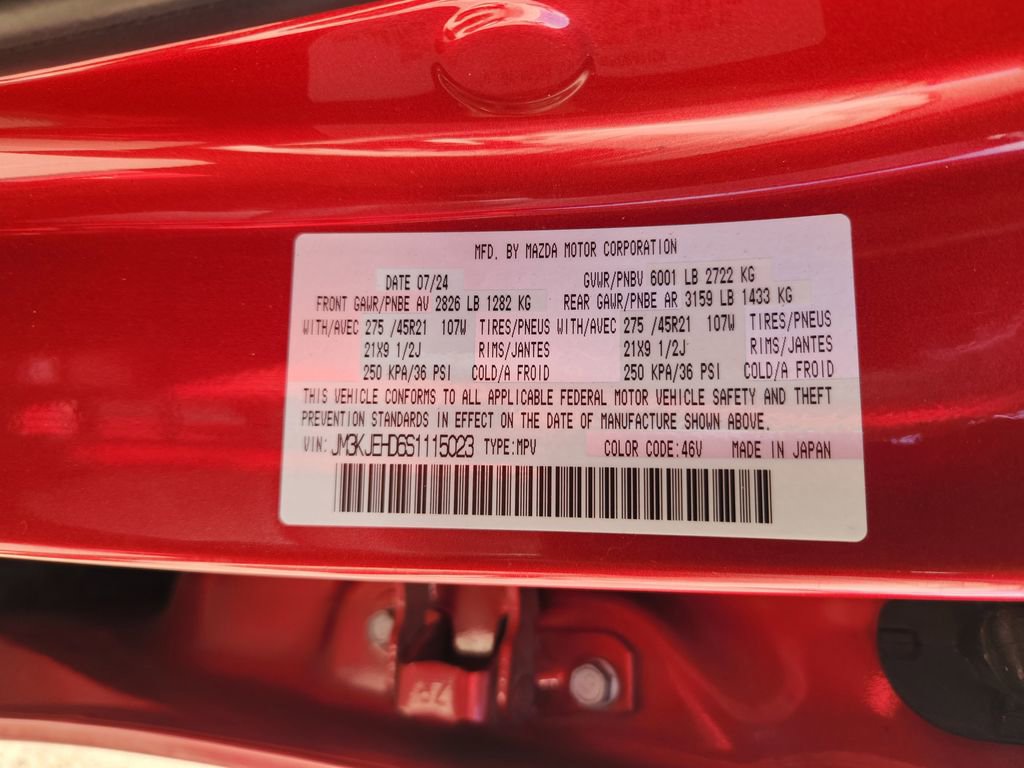 MFD. BY MAZDA MOTOR CORPORATION
DATE 07/24 GVWR/PNBV 6001 LB 2722 KG
FRONT GAWR/PNBE AV 2826 LB 1282 KG REAR GAWR/PNBE AR 3159 LB 1433 KG
WITH/AVEC 275 /45R21 107W TIRES/PNEUS WITH/AVEC 275 /45R21 107W TIRES/PNEUS
21X9 1/2J RIMS/JANTES 21X9 1/2J RIMS/JANTES
250 KPA/36 PSI COLD/A FROID 250 KPA/36 PSI COLD/A FROID
THIS VEHICLE CONFORMS TO ALL APPLICABLE FEDERAL MOTOR VEHICLE SAFETY AND THEFT
PREVENTION STANDARDS IN EFFECT ON THE DATE OF MANUFACTURE SHOWN ABOVE.
VIN: JM3KJEHD6S1115023 TYPE:MPV COLOR CODE:46V MADE IN JAPAN